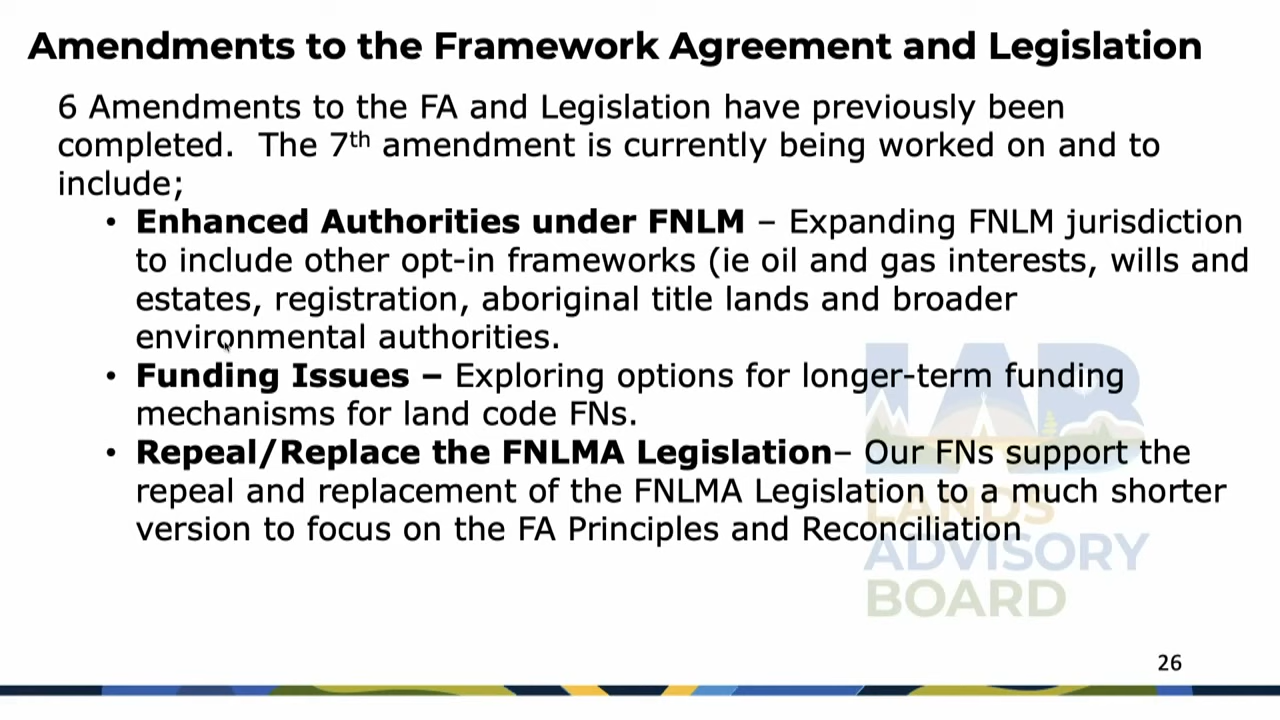 Amendments to the Framework Agreement and Legislation
6 Amendments to the FA and Legislation have previously been
completed.  The 7th amendment is currently being worked on and to
include;
• Enhanced Authorities under FNLM – Expanding FNLM jurisdiction
to include other opt-in frameworks (ie oil and gas interests, wills and
estates, registration, aboriginal title lands and broader
environmental authorities.
• Funding Issues – Exploring options for longer-term funding
mechanisms for land code FNs.
• Repeal/Replace the FNLMA Legislation– Our FNs support the
repeal and replacement of the FNLMA Legislation to a much shorter
version to focus on the FA Principles and Reconciliation
LAB
LANDS
ADVISORY
BOARD
26